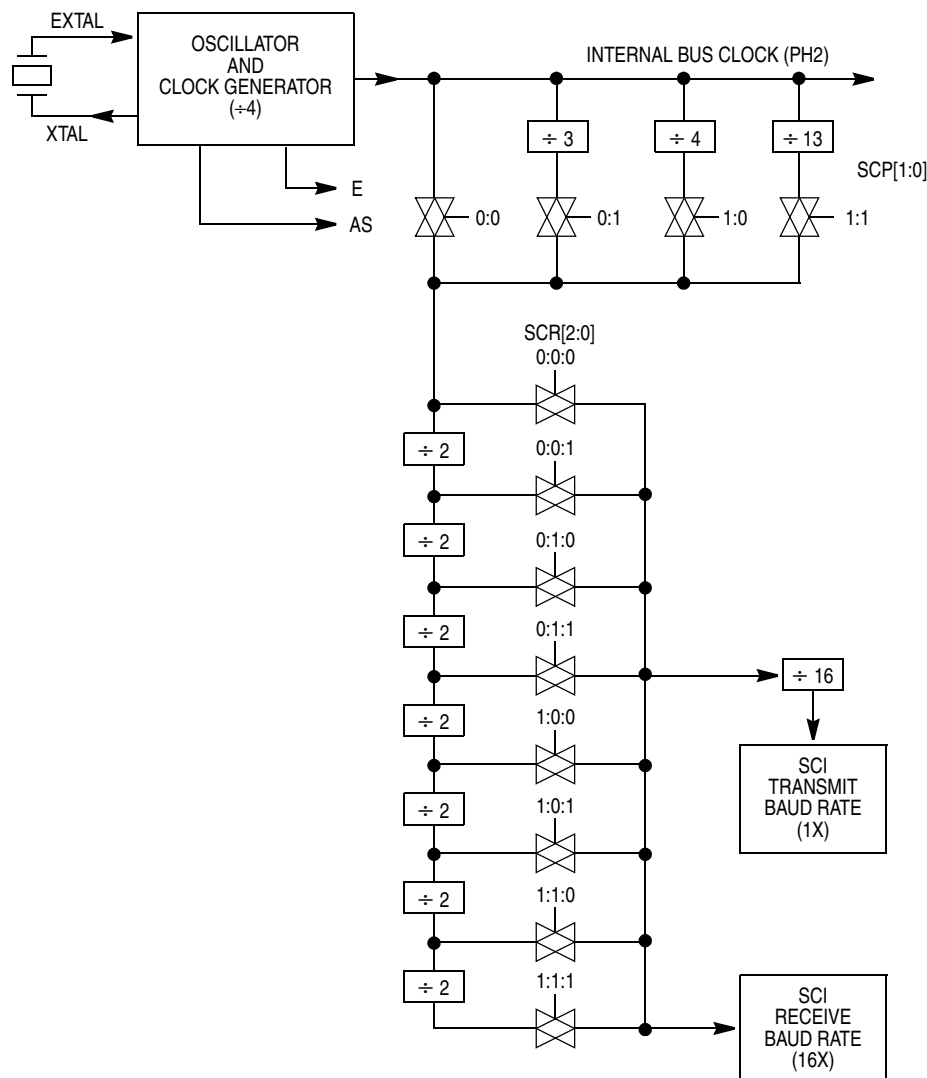 EXTAL
OSCILLATOR
AND
CLOCK GENERATOR
(÷4)
XTAL
E
AS
INTERNAL BUS CLOCK (PH2)
÷ 3
÷ 4
÷ 13
SCP[1:0]
0:0
0:1
1:0
1:1
SCR[2:0]
0:0:0
÷ 2
0:0:1
÷ 2
0:1:0
÷ 2
0:1:1
÷ 2
1:0:0
÷ 2
1:0:1
÷ 2
1:1:0
÷ 2
1:1:1
÷ 16
SCI
TRANSMIT
BAUD RATE
(1X)
SCI
RECEIVE
BAUD RATE
(16X)